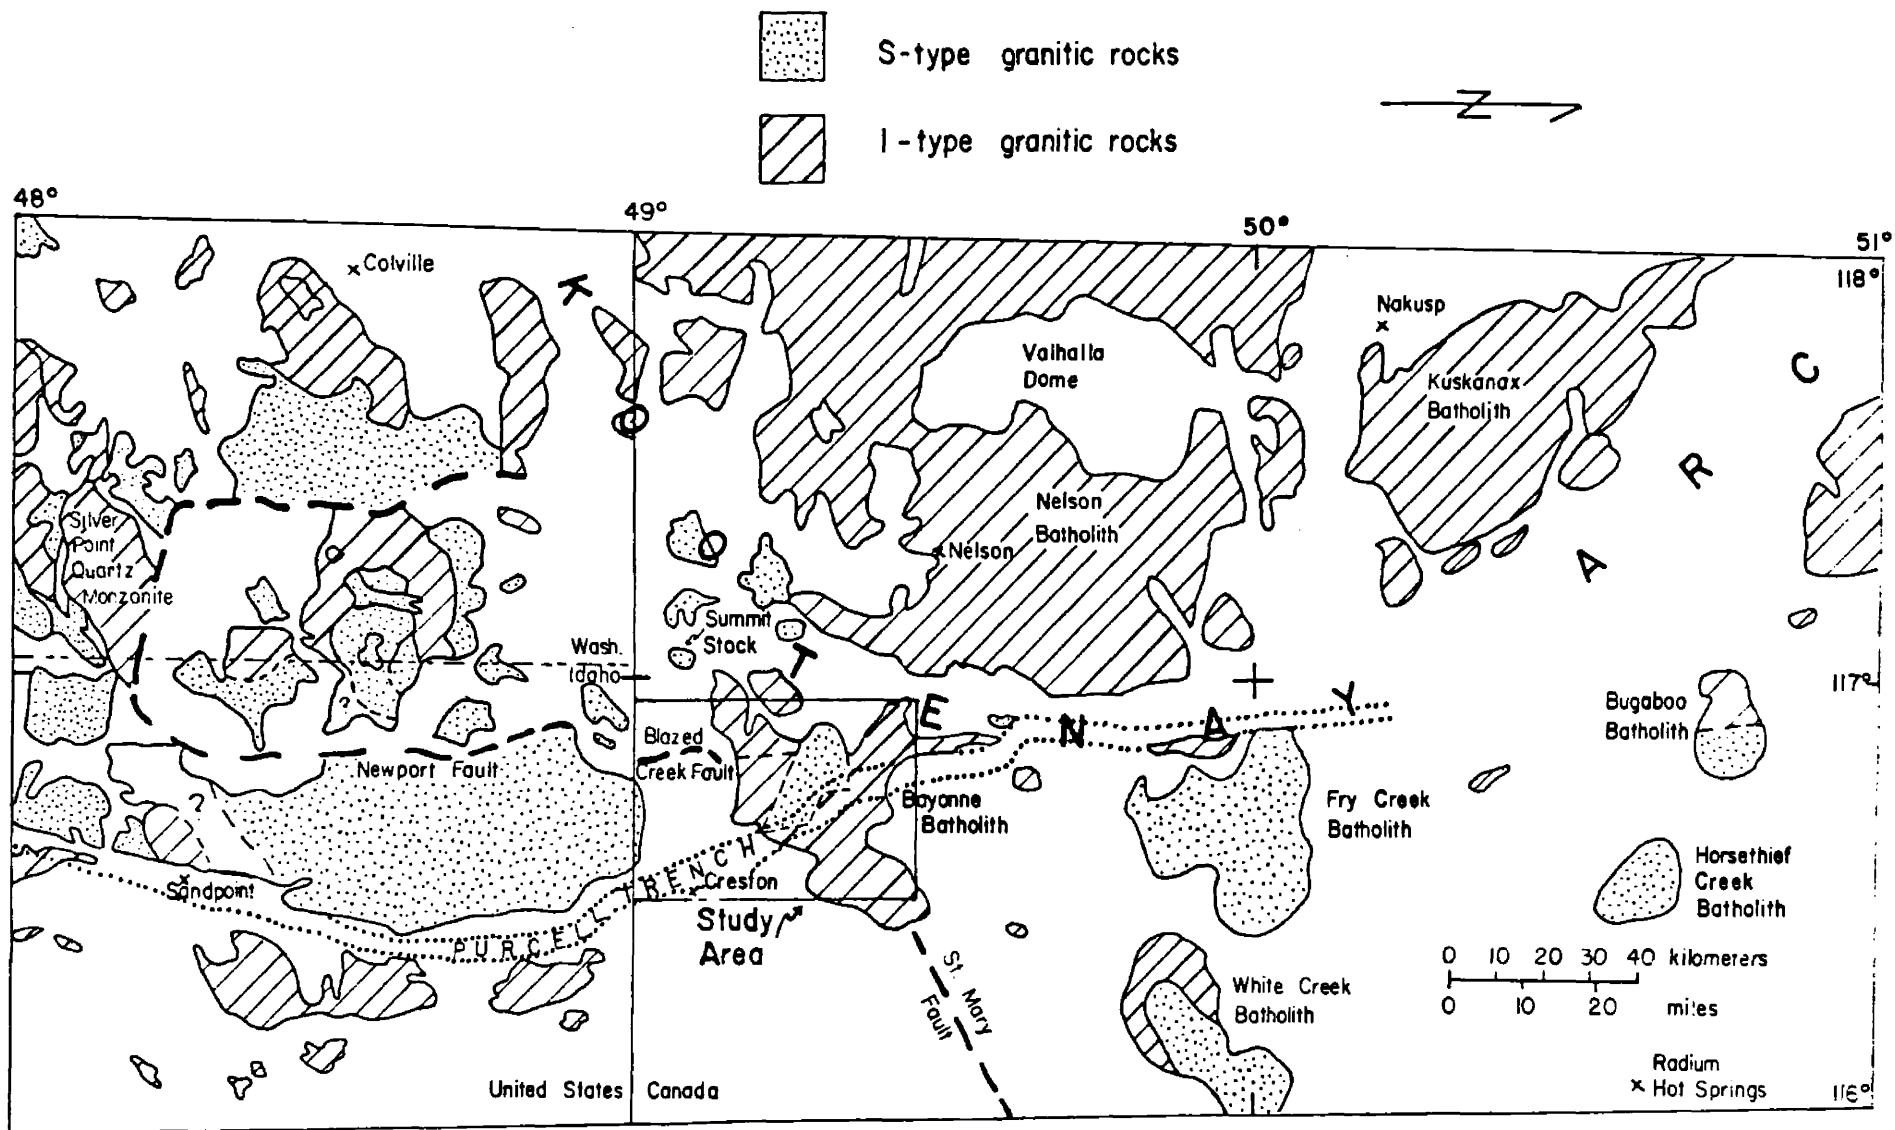 S-type granitic rocks
I-type granitic rocks
Z
48°
49°
50°
51°
118°
Colville
Nakusp
Valhalla
Dome
Kuskanax
Batholith
K
O
O
T
E
N
A
Y
A
R
C
Silver
Point
Quartz
Monzonite
Nelson
Batholith
Nelson
Summit
Stock
Wash.
Idaho
117°
Bugaboo
Batholith
Blazed
Creek Fault
Newport Fault
?
?
Bayonne
Batholith
Fry Creek
Batholith
Horsethief
Creek
Batholith
Sandpoint
PURCELL TRENCH
Creston
Study
Area
St. Mary
Fault
White Creek
Batholith
0 10 20 30 40 kilometers
0 10 20 miles
Radium
Hot Springs
United States
Canada
116°